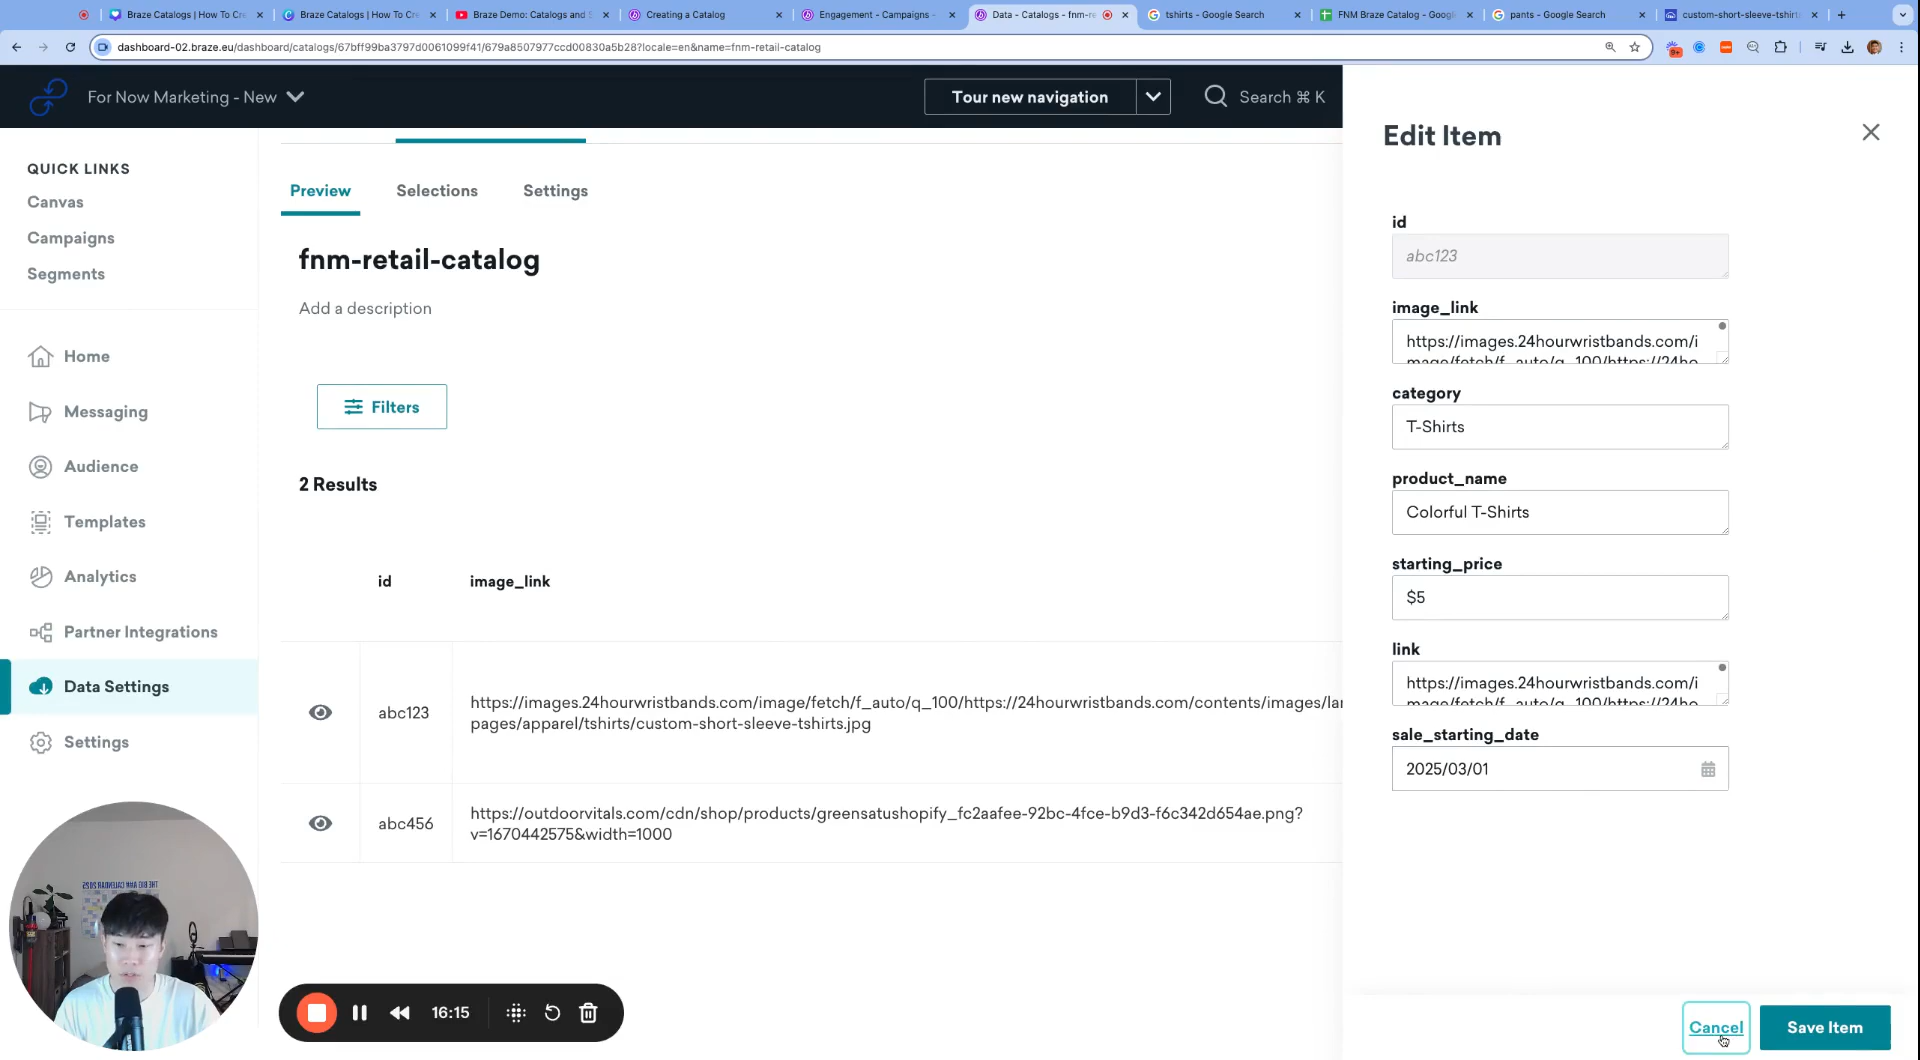 Braze Catalogs | How To Cre
Braze Catalogs | How To Cre
Braze Demo: Catalogs and S
Creating a Catalog
Engagement - Campaigns -
Data - Catalogs - fnm-re
tshirts - Google Search
FNM Braze Catalog - Googl
pants - Google Search
custom-short-sleeve-tshirt
dashboard-02.braze.eu/dashboard/catalogs/67bff99ba3797d0061099f41/679a8507977ccd00830a5b28?locale=en&name=fnm-retail-catalog
9+
For Now Marketing - New
Tour new navigation
Search ⌘ K
QUICK LINKS
Canvas
Campaigns
Segments
Home
Messaging
Audience
Templates
Analytics
Partner Integrations
Data Settings
Settings
THE BIG A## CALENDAR 2025
Preview
Selections
Settings
fnm-retail-catalog
Add a description
Filters
2 Results
id
image_link
abc123
https://images.24hourwristbands.com/image/fetch/f_auto/q_100/https://24hourwristbands.com/contents/images/lar
pages/apparel/tshirts/custom-short-sleeve-tshirts.jpg
abc456
https://outdoorvitals.com/cdn/shop/products/greensatushopify_fc2aafee-92bc-4fce-b9d3-f6c342d654ae.png?
v=1670442575&width=1000
16:15
Edit Item
id
abc123
image_link
https://images.24hourwristbands.com/i
mage/fetch/f_auto/q_100/https://24ho
category
T-Shirts
product_name
Colorful T-Shirts
starting_price
$5
link
https://images.24hourwristbands.com/i
mage/fetch/f_auto/q_100/https://24ho
sale_starting_date
2025/03/01
Cancel
Save Item